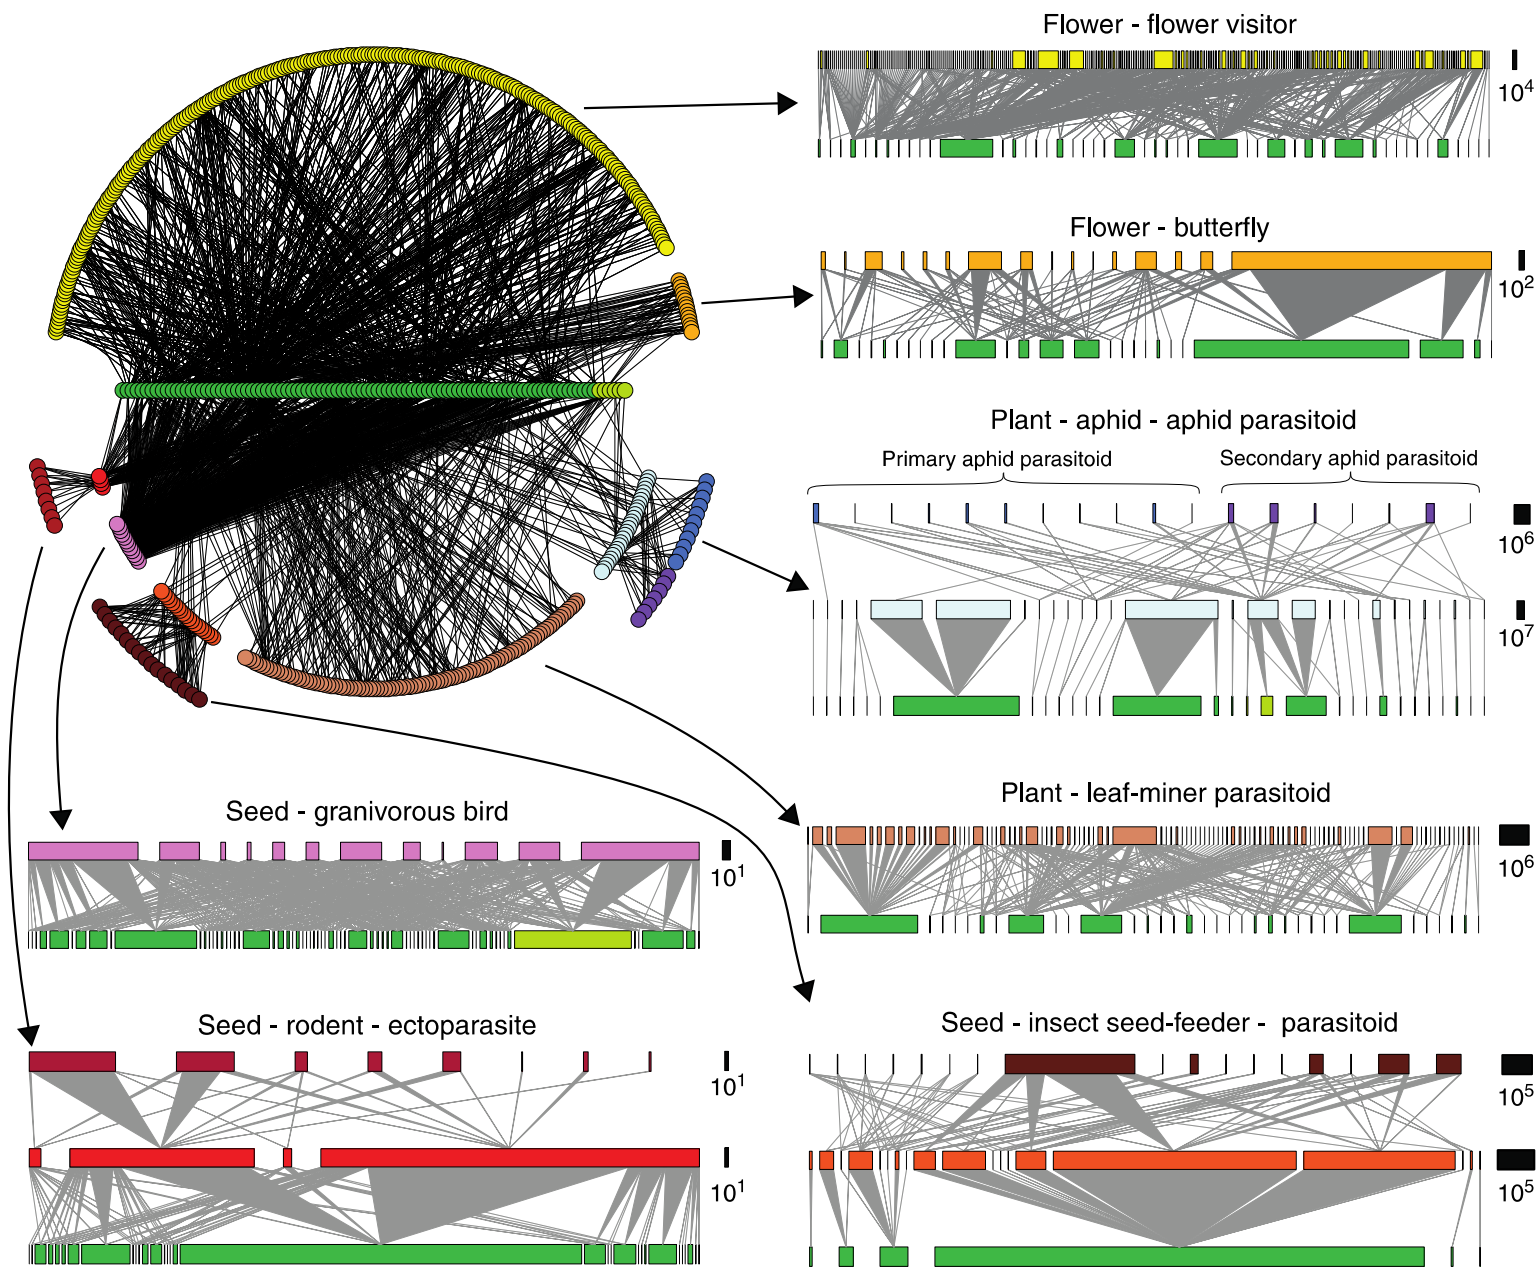 Flower - flower visitor
10⁴
Flower - butterfly
10²
Plant - aphid - aphid parasitoid
Primary aphid parasitoid
Secondary aphid parasitoid
10⁶
10⁷
Plant - leaf-miner parasitoid
10⁶
Seed - granivorous bird
10¹
Seed - rodent - ectoparasite
10¹
10¹
Seed - insect seed-feeder - parasitoid
10⁵
10⁵